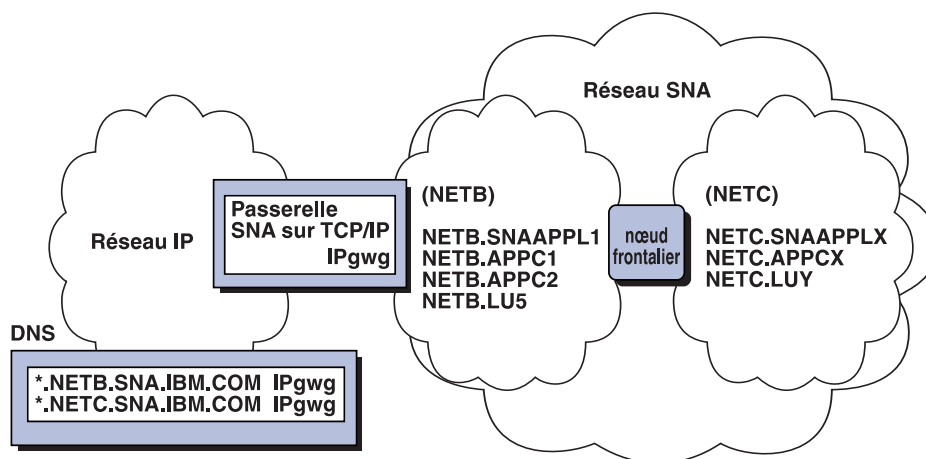 Réseau SNA
Réseau IP
Passerelle
SNA sur TCP/IP
IPgwg
(NETB)
NETB.SNAAPPL1
NETB.APPC1
NETB.APPC2
NETB.LU5
nœud
frontalier
(NETC)
NETC.SNAAPPLX
NETC.APPCX
NETC.LUY
DNS
*.NETB.SNA.IBM.COM IPgwg
*.NETC.SNA.IBM.COM IPgwg